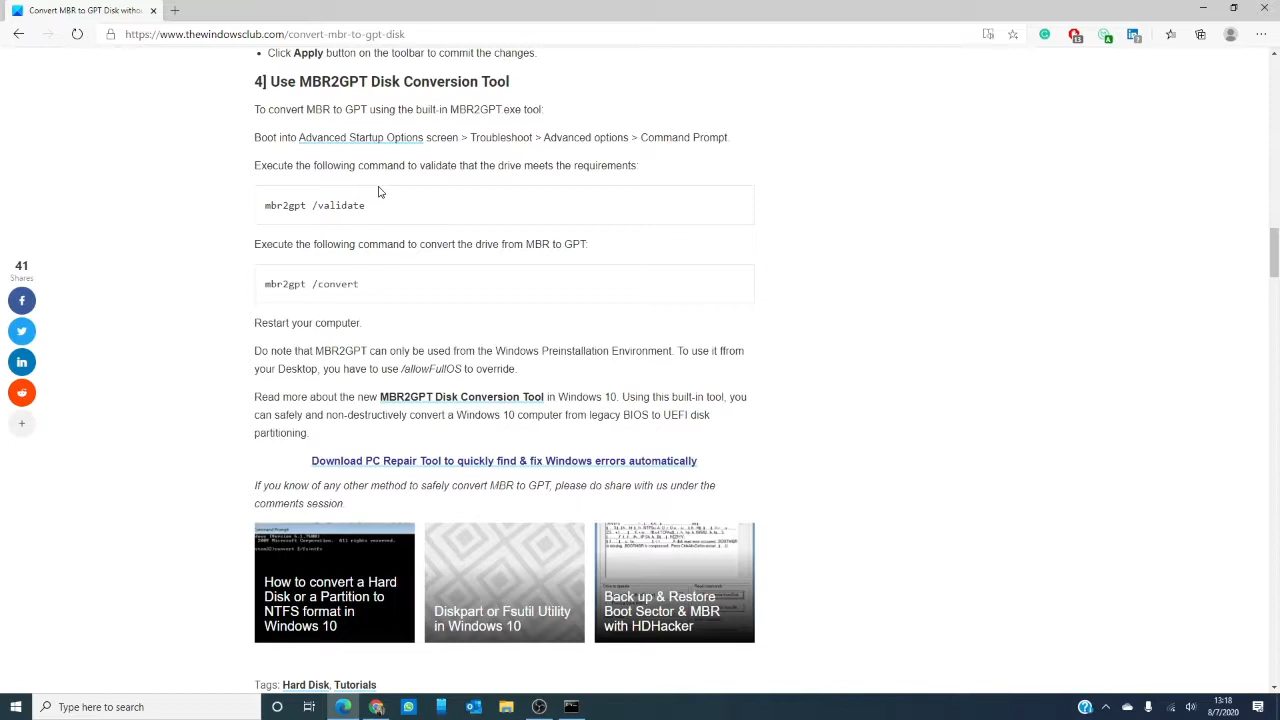 Convert MBR to GPT Disk witho
https://www.thewindowsclub.com/convert-mbr-to-gpt-disk
Click Apply button on the toolbar to commit the changes.
4] Use MBR2GPT Disk Conversion Tool
To convert MBR to GPT using the built-in MBR2GPT.exe tool:
Boot into Advanced Startup Options screen > Troubleshoot > Advanced options > Command Prompt.
Execute the following command to validate that the drive meets the requirements:
mbr2gpt /validate
Execute the following command to convert the drive from MBR to GPT:
mbr2gpt /convert
41
Shares
Restart your computer.
Do note that MBR2GPT can only be used from the Windows Preinstallation Environment. To use it ffrom
your Desktop, you have to use /allowFullOS to override.
Read more about the new MBR2GPT Disk Conversion Tool in Windows 10. Using this built-in tool, you
can safely and non-destructively convert a Windows 10 computer from legacy BIOS to UEFI disk
partitioning.
Download PC Repair Tool to quickly find & fix Windows errors automatically
If you know of any other method to safely convert MBR to GPT, please do share with us under the
comments session.
How to convert a Hard
Disk or a Partition to
NTFS format in
Windows 10
Diskpart or Fsutil Utility
in Windows 10
Back up & Restore
Boot Sector & MBR
with HDHacker
Tags: Hard Disk, Tutorials
Type here to search
13:18
8/7/2020